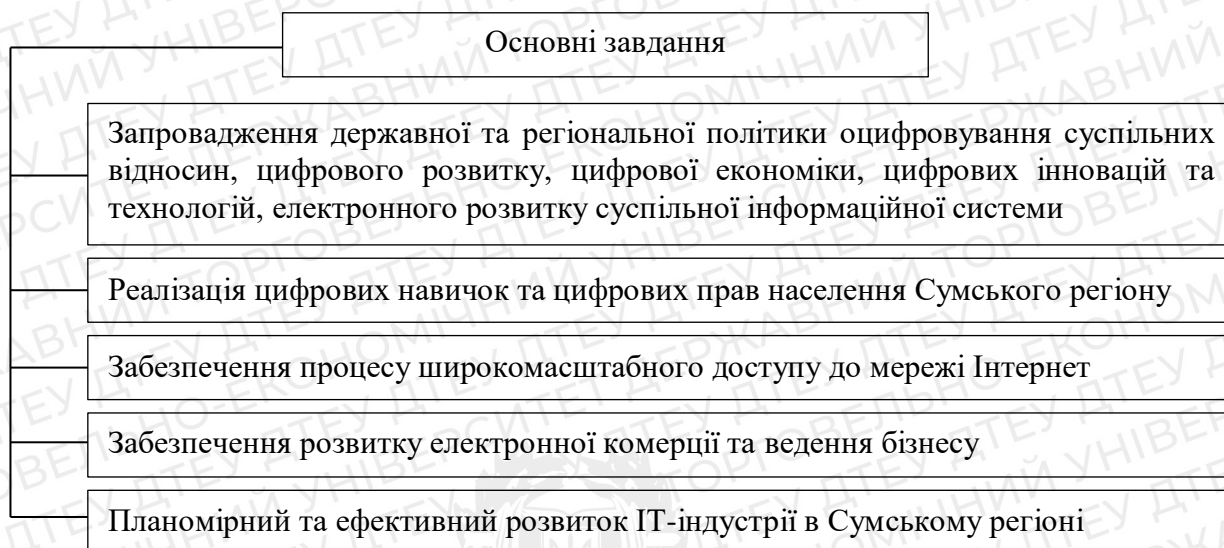 Основні завдання
Запровадження державної та регіональної політики оцифровування суспільних
відносин, цифрового розвитку, цифрової економіки, цифрових інновацій та
технологій, електронного розвитку суспільної інформаційної системи
Реалізація цифрових навичок та цифрових прав населення Сумського регіону
Забезпечення процесу широкомасштабного доступу до мережі Інтернет
Забезпечення розвитку електронної комерції та ведення бізнесу
Планомірний та ефективний розвиток ІТ-індустрії в Сумському регіоні